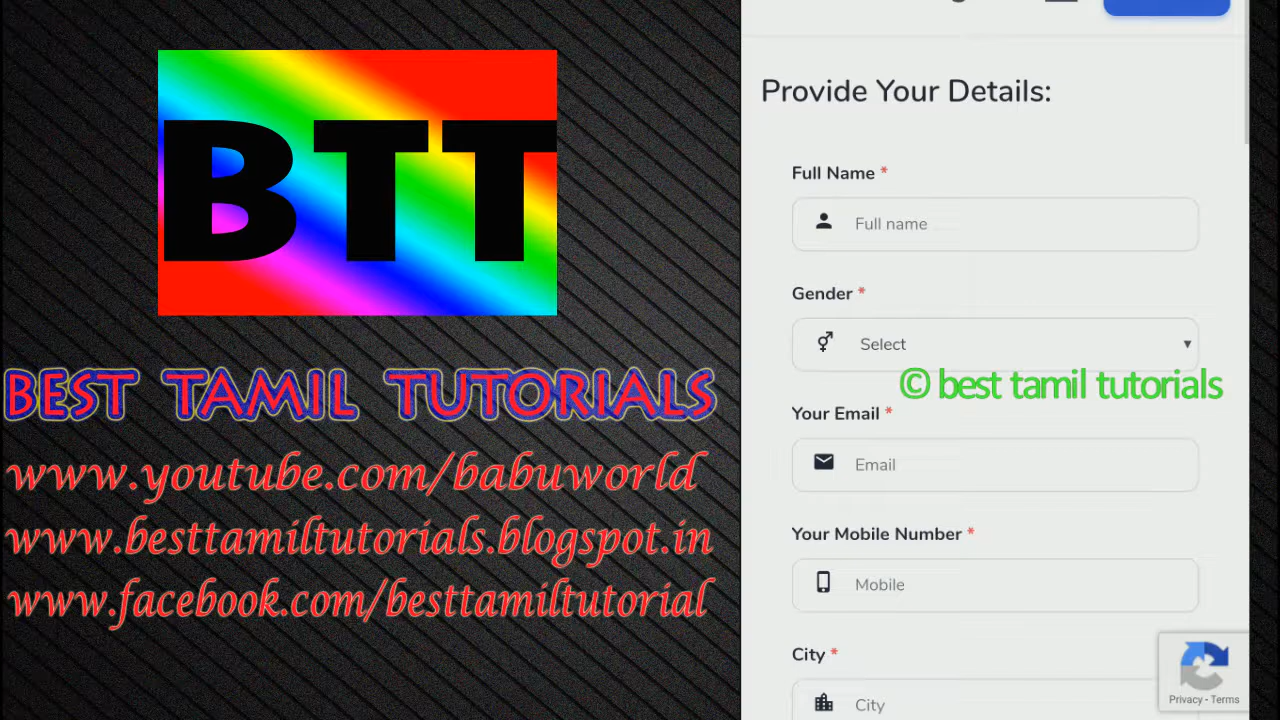 BTT
BEST TAMIL TUTORIALS
www.youtube.com/babuworld
www.besttamiltutorials.blogspot.in
www.facebook.com/besttamiltutorial
Provide Your Details:
Full Name *
Full name
Gender *
Select
© best tamil tutorials
Your Email *
Email
Your Mobile Number *
Mobile
City *
City
Privacy - Terms